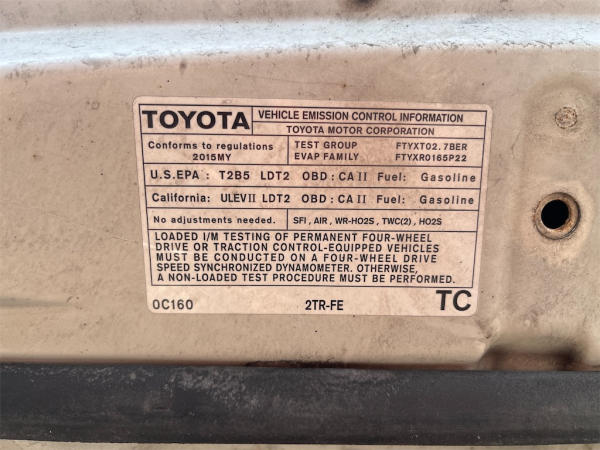 TOYOTA
VEHICLE EMISSION CONTROL INFORMATION
TOYOTA MOTOR CORPORATION
Conforms to regulations
2015MY
TEST GROUP FTYXT02.7BER
EVAP FAMILY FTYXR0165P22
U.S.EPA : T2B5 LDT2 OBD : CA II Fuel: Gasoline
California: ULEVII LDT2 OBD : CA II Fuel: Gasoline
No adjustments needed. SFI , AIR , WR-HO2S , TWC(2) , HO2S
LOADED I/M TESTING OF PERMANENT FOUR-WHEEL
DRIVE OR TRACTION CONTROL-EQUIPPED VEHICLES
MUST BE CONDUCTED ON A FOUR-WHEEL DRIVE
SPEED SYNCHRONIZED DYNAMOMETER. OTHERWISE,
A NON-LOADED TEST PROCEDURE MUST BE PERFORMED.
0C160 2TR-FE TC